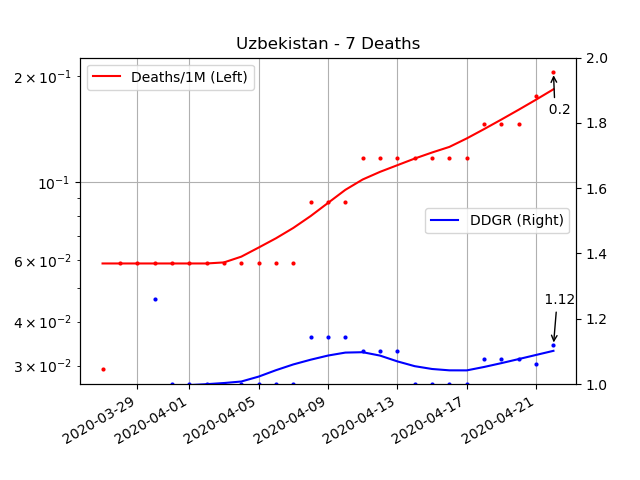 Uzbekistan - 7 Deaths
Deaths/1M (Left)
DDGR (Right)
0.2
1.12
2 × 10⁻¹
10⁻¹
6 × 10⁻²
4 × 10⁻²
3 × 10⁻²
2.0
1.8
1.6
1.4
1.2
1.0
2020-03-29
2020-04-01
2020-04-05
2020-04-09
2020-04-13
2020-04-17
2020-04-21